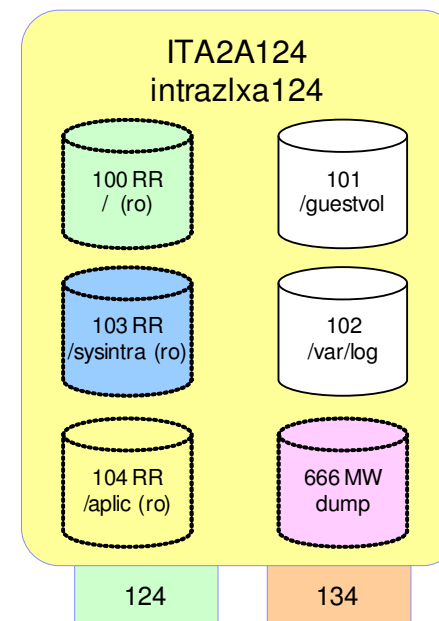 ITA2A124
intrazlxa124
100 RR
/ (ro)
101
/guestvol
103 RR
/sysintra (ro)
102
/var/log
104 RR
/aplic (ro)
666 MW
dump
124
134